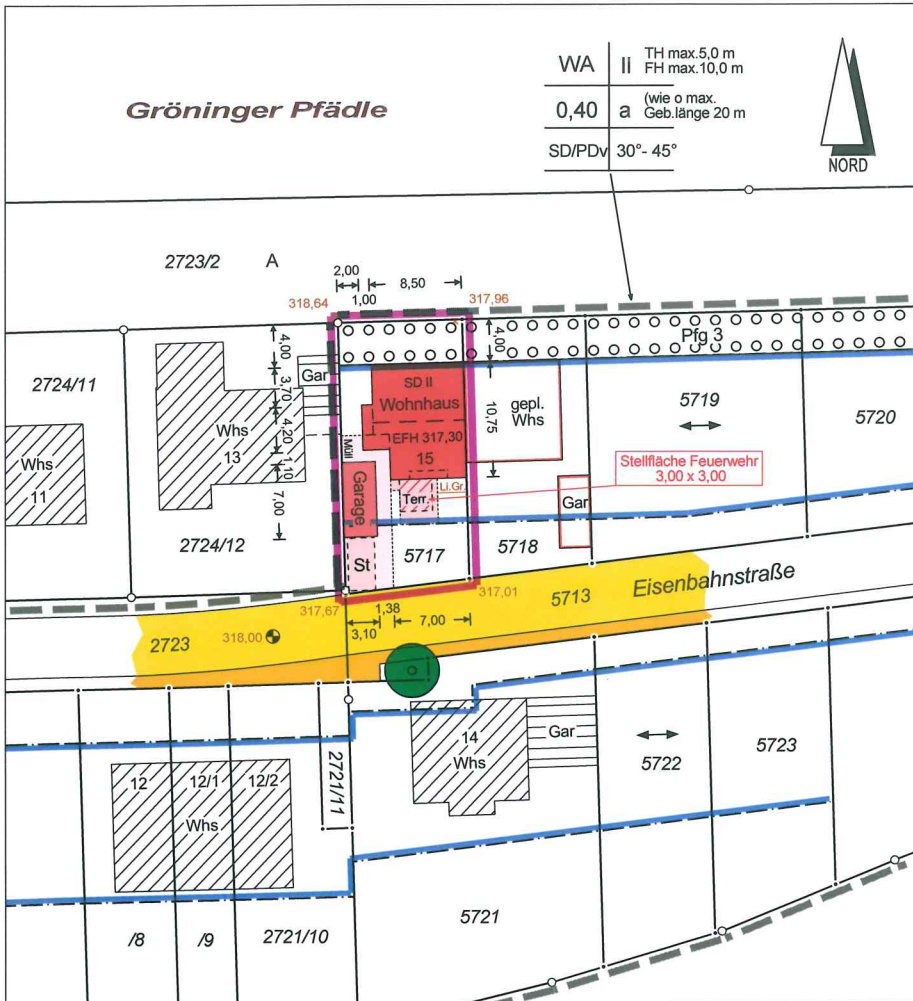 WA II TH max.5,0 m
FH max.10,0 m
Gröninger Pfädle
0,40 a (wie o max.
Geb.länge 20 m
SD/PDv 30°- 45°
NORD
2723/2 A
2,00 8,50
1,00
318,64 317,96
4,00
4,00
Pfg 3
2724/11
Gar
3,70
SD II
Wohnhaus
gepl.
Whs
5719
5720
10,75
Whs
13
4,20
EFH 317,30
15
Müll
1,10
Whs
11
Stellfläche Feuerwehr
3,00 x 3,00
7,00
Garage
Terr.
Li.Gr.
Gar
2724/12
St
5717
5718
317,67
317,01
5713
Eisenbahnstraße
1,38
3,10 7,00
2723
318,00
14
Whs
Gar
5722
5723
2721/11
12 12/1 12/2
Whs
5721
/8 /9 2721/10